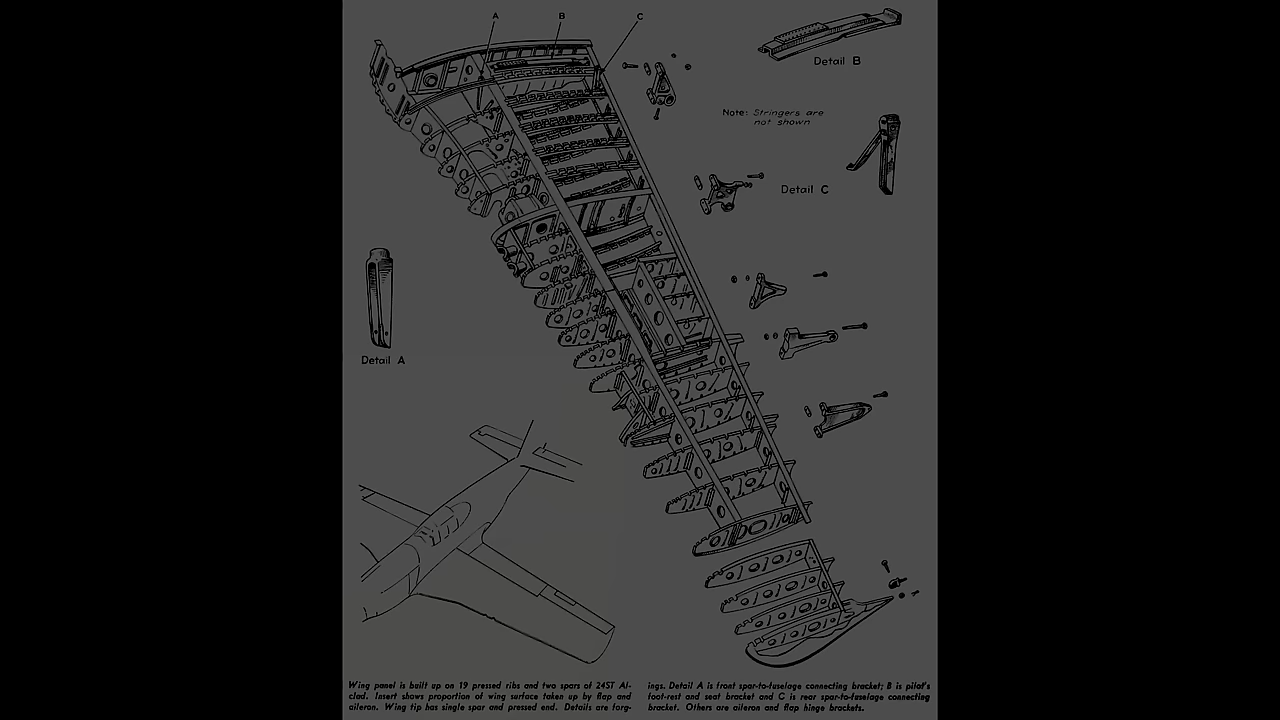 A B C
Detail B
Note: Stringers are
not shown
Detail C
Detail A
Wing panel is built up on 19 pressed ribs and two spars of 24ST Al-
clad. Insert shows proportion of wing surface taken up by flap and
aileron. Wing tip has single spar and pressed end. Details are forg-
ings. Detail A is front spar-to-fuselage connecting bracket; B is pilot's
foot-rest and seat bracket and C is rear spar-to-fuselage connecting
bracket. Others are aileron and flap hinge brackets.